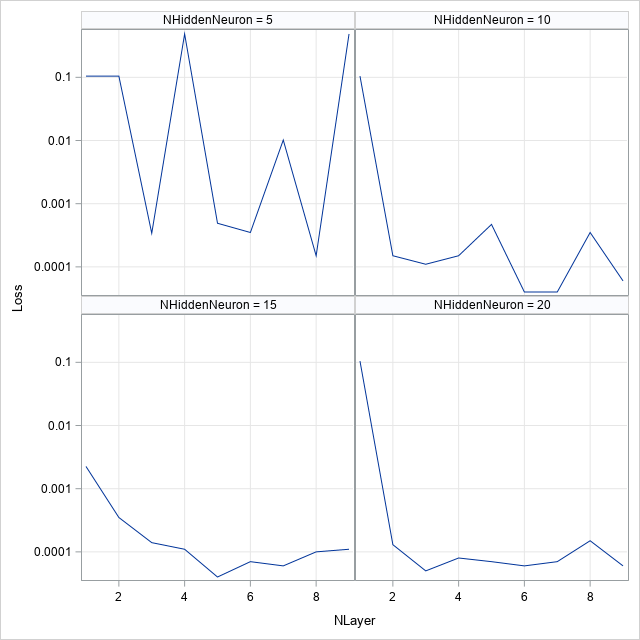 NHiddenNeuron = 5
NHiddenNeuron = 10
0.1
0.01
0.001
0.0001
Loss
NHiddenNeuron = 15
NHiddenNeuron = 20
0.1
0.01
0.001
0.0001
2 4 6 8 2 4 6 8
NLayer